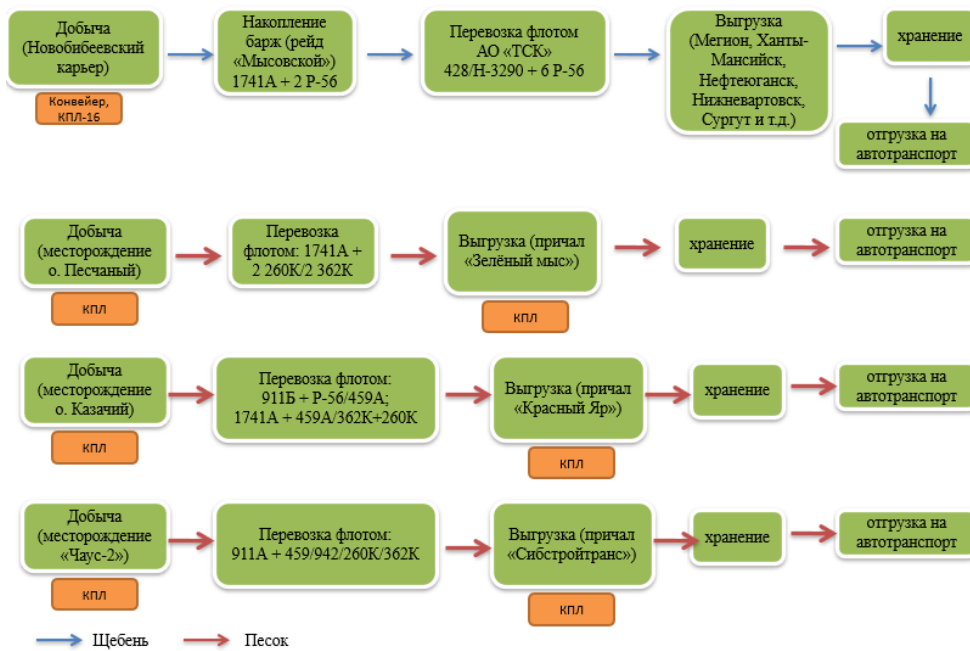 Добыча
(Новобибеевский
карьер)
Конвейер,
КПЛ-16
Накопление
барж (рейд
«Мысовской»)
1741А + 2 Р-56
Перевозка флотом
АО «ТСК»
428/Н-3290 + 6 Р-56
Выгрузка
(Мегион, Ханты-
Мансийск,
Нефтеюганск,
Нижневартовск,
Сургут и т.д.)
хранение
отгрузка на
автотранспорт
Добыча
(месторождение
о. Песчаный)
КПЛ
Перевозка
флотом: 1741А +
2 260К/2 362К
Выгрузка (причал
«Зелёный мыс»)
КПЛ
хранение
отгрузка на
автотранспорт
Добыча
(месторождение
о. Казачий)
КПЛ
Перевозка флотом:
911Б + Р-56/459А;
1741А + 459А/362К+260К
Выгрузка (причал
«Красный Яр»)
КПЛ
хранение
отгрузка на
автотранспорт
Добыча
(месторождение
«Чаус-2»)
КПЛ
Перевозка флотом:
911А + 459/942/260К/362К
Выгрузка (причал
«Сибстройтранс»)
КПЛ
хранение
отгрузка на
автотранспорт
Щебень
Песок